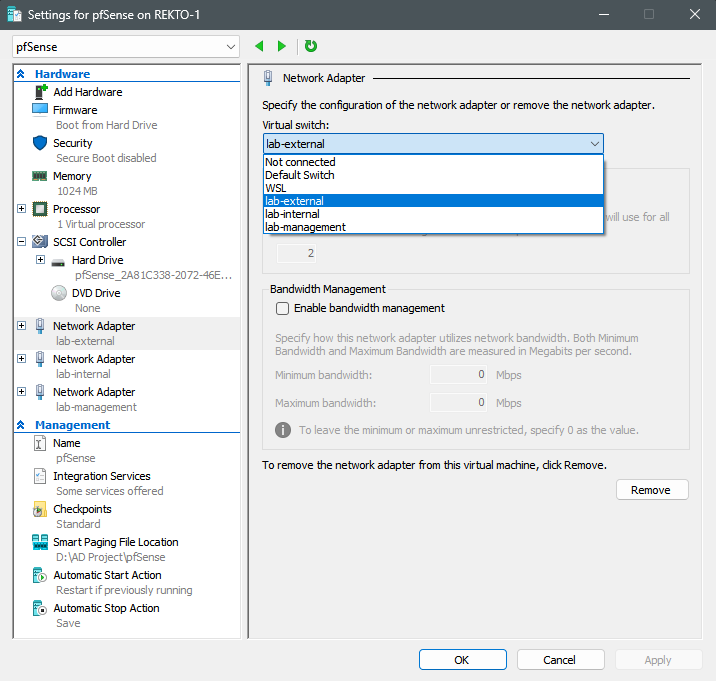 Settings for pfSense on REKTO-1
pfSense
Hardware
Add Hardware
Firmware
Boot from Hard Drive
Security
Secure Boot disabled
Memory
1024 MB
Processor
1 Virtual processor
SCSI Controller
Hard Drive
pfSense_2A81C338-2072-46E...
DVD Drive
None
Network Adapter
lab-external
Network Adapter
lab-internal
Network Adapter
lab-management
Management
Name
pfSense
Integration Services
Some services offered
Checkpoints
Standard
Smart Paging File Location
D:\AD Project\pfSense
Automatic Start Action
Restart if previously running
Automatic Stop Action
Save
Network Adapter
Specify the configuration of the network adapter or remove the network adapter.
Virtual switch:
lab-external
Not connected
Default Switch
WSL
lab-external
lab-internal
lab-management
will use for all
2
Bandwidth Management
Enable bandwidth management
Specify how this network adapter utilizes network bandwidth. Both Minimum
Bandwidth and Maximum Bandwidth are measured in Megabits per second.
Minimum bandwidth: 0 Mbps
Maximum bandwidth: 0 Mbps
To leave the minimum or maximum unrestricted, specify 0 as the value.
To remove the network adapter from this virtual machine, click Remove.
Remove
OK Cancel Apply